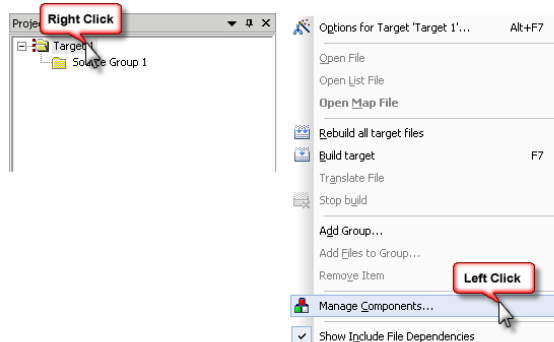 Right Click
Proje
Target 1
Source Group 1
Options for Target 'Target 1'... Alt+F7
Open File
Open List File
Open Map File
Rebuild all target files
Build target F7
Translate File
Stop build
Add Group...
Add Files to Group...
Remove Item
Left Click
Manage Components...
Show Include File Dependencies